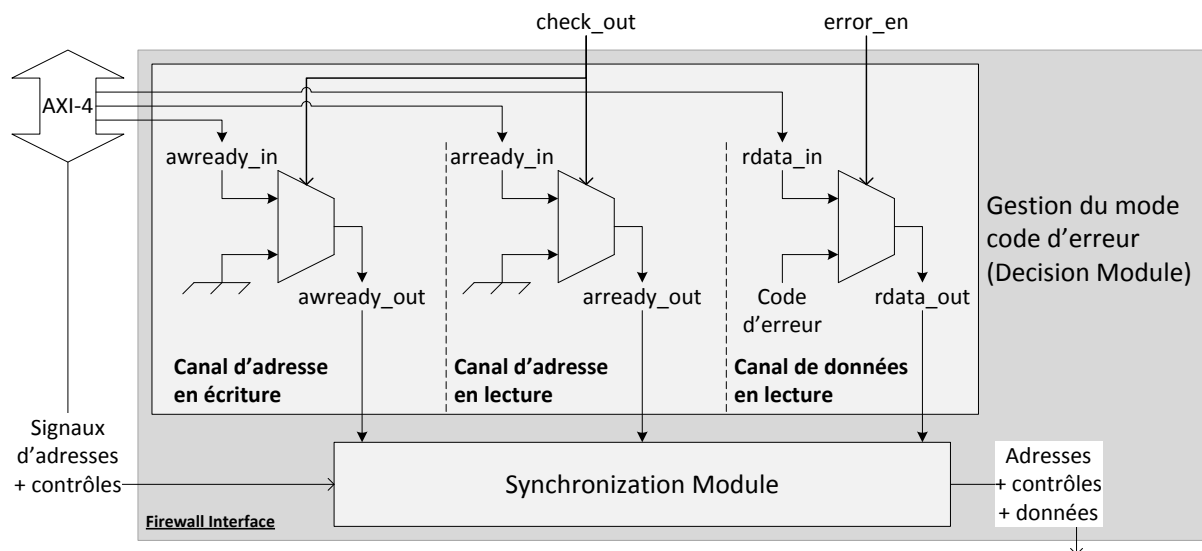 check_out
error_en
AXI-4
awready_in
arready_in
rdata_in
Gestion du mode
code d'erreur
(Decision Module)
awready_out
arready_out
Code
d'erreur
rdata_out
Canal d'adresse
en écriture
Canal d'adresse
en lecture
Canal de données
en lecture
Signaux
d'adresses
+ contrôles
Synchronization Module
Adresses
+ contrôles
+ données
Firewall Interface